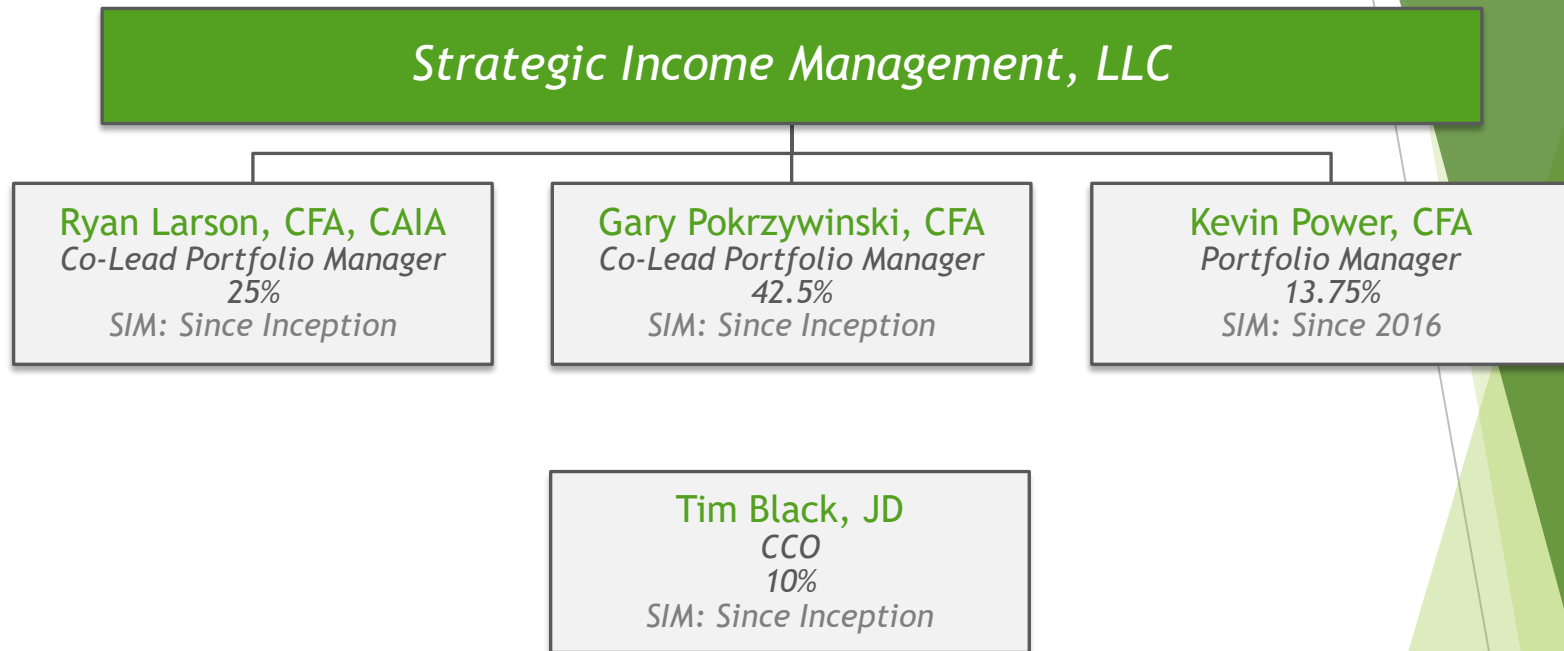 Strategic Income Management, LLC
Ryan Larson, CFA, CAIA
Co-Lead Portfolio Manager
25%
SIM: Since Inception
Gary Pokrzywinski, CFA
Co-Lead Portfolio Manager
42.5%
SIM: Since Inception
Kevin Power, CFA
Portfolio Manager
13.75%
SIM: Since 2016
Tim Black, JD
CCO
10%
SIM: Since Inception